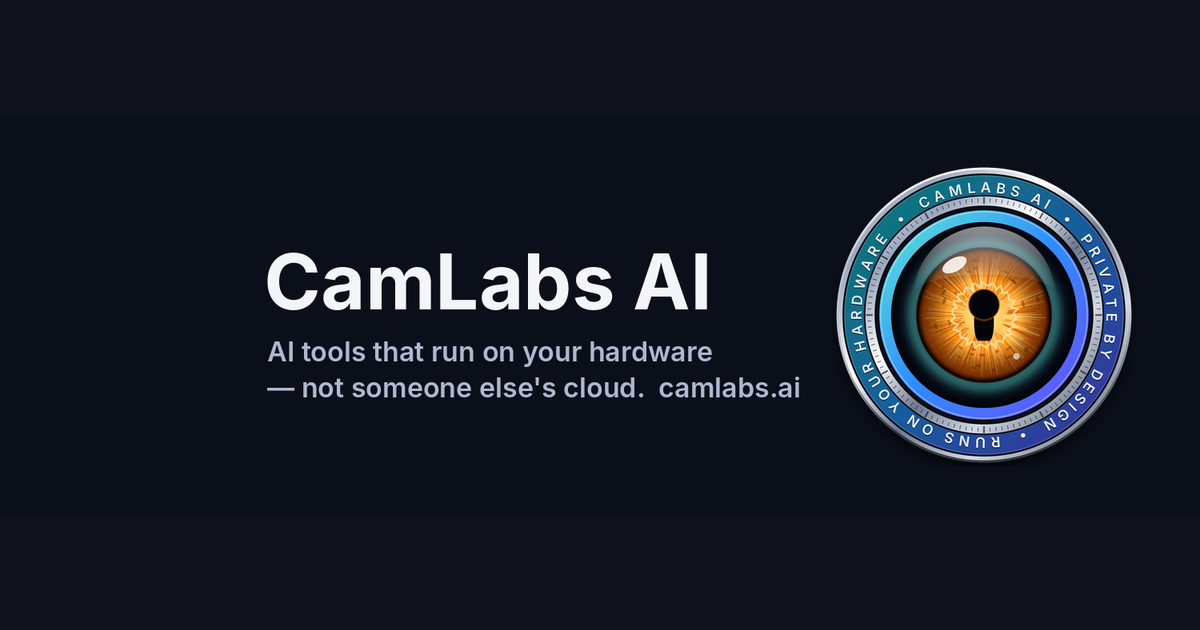 CamLabs AI
AI tools that run on your hardware
— not someone else's cloud.  camlabs.ai
CAMLABS AI • PRIVATE BY DESIGN • RUNS ON YOUR HARDWARE •